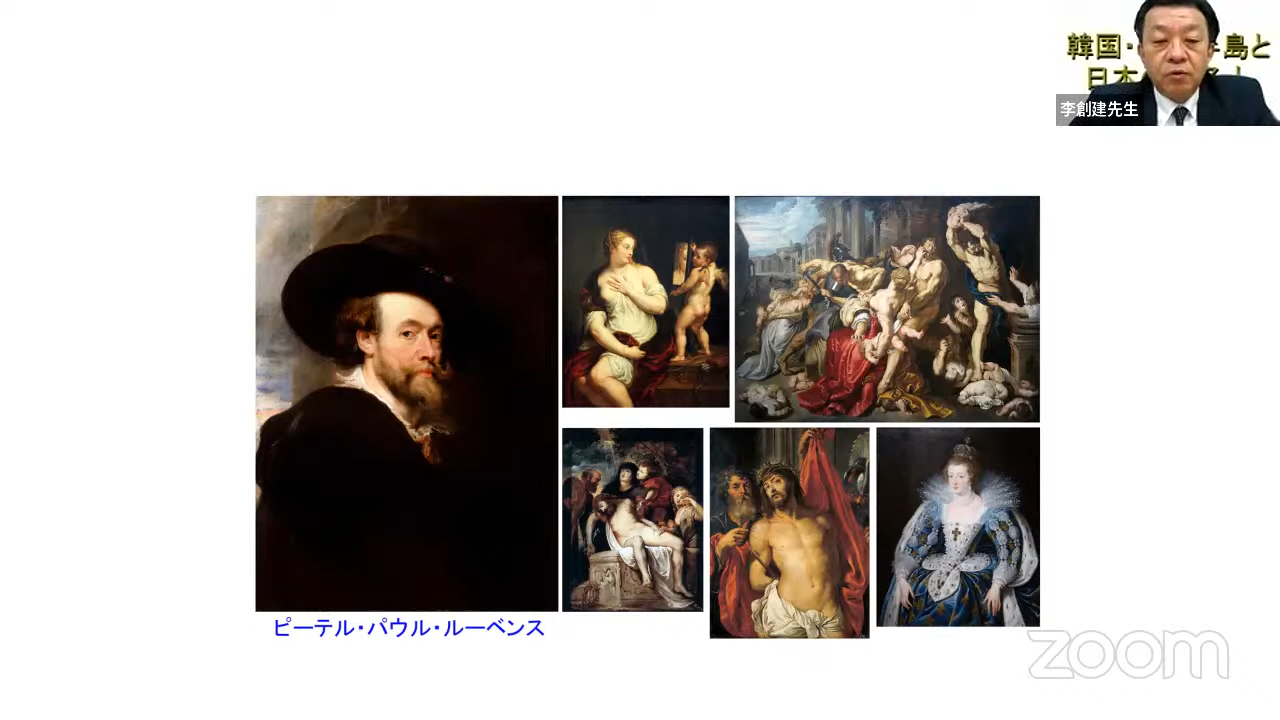 韓国・
島と
日本
李創建先生
ピーテル・パウル・ルーベンス
zoom